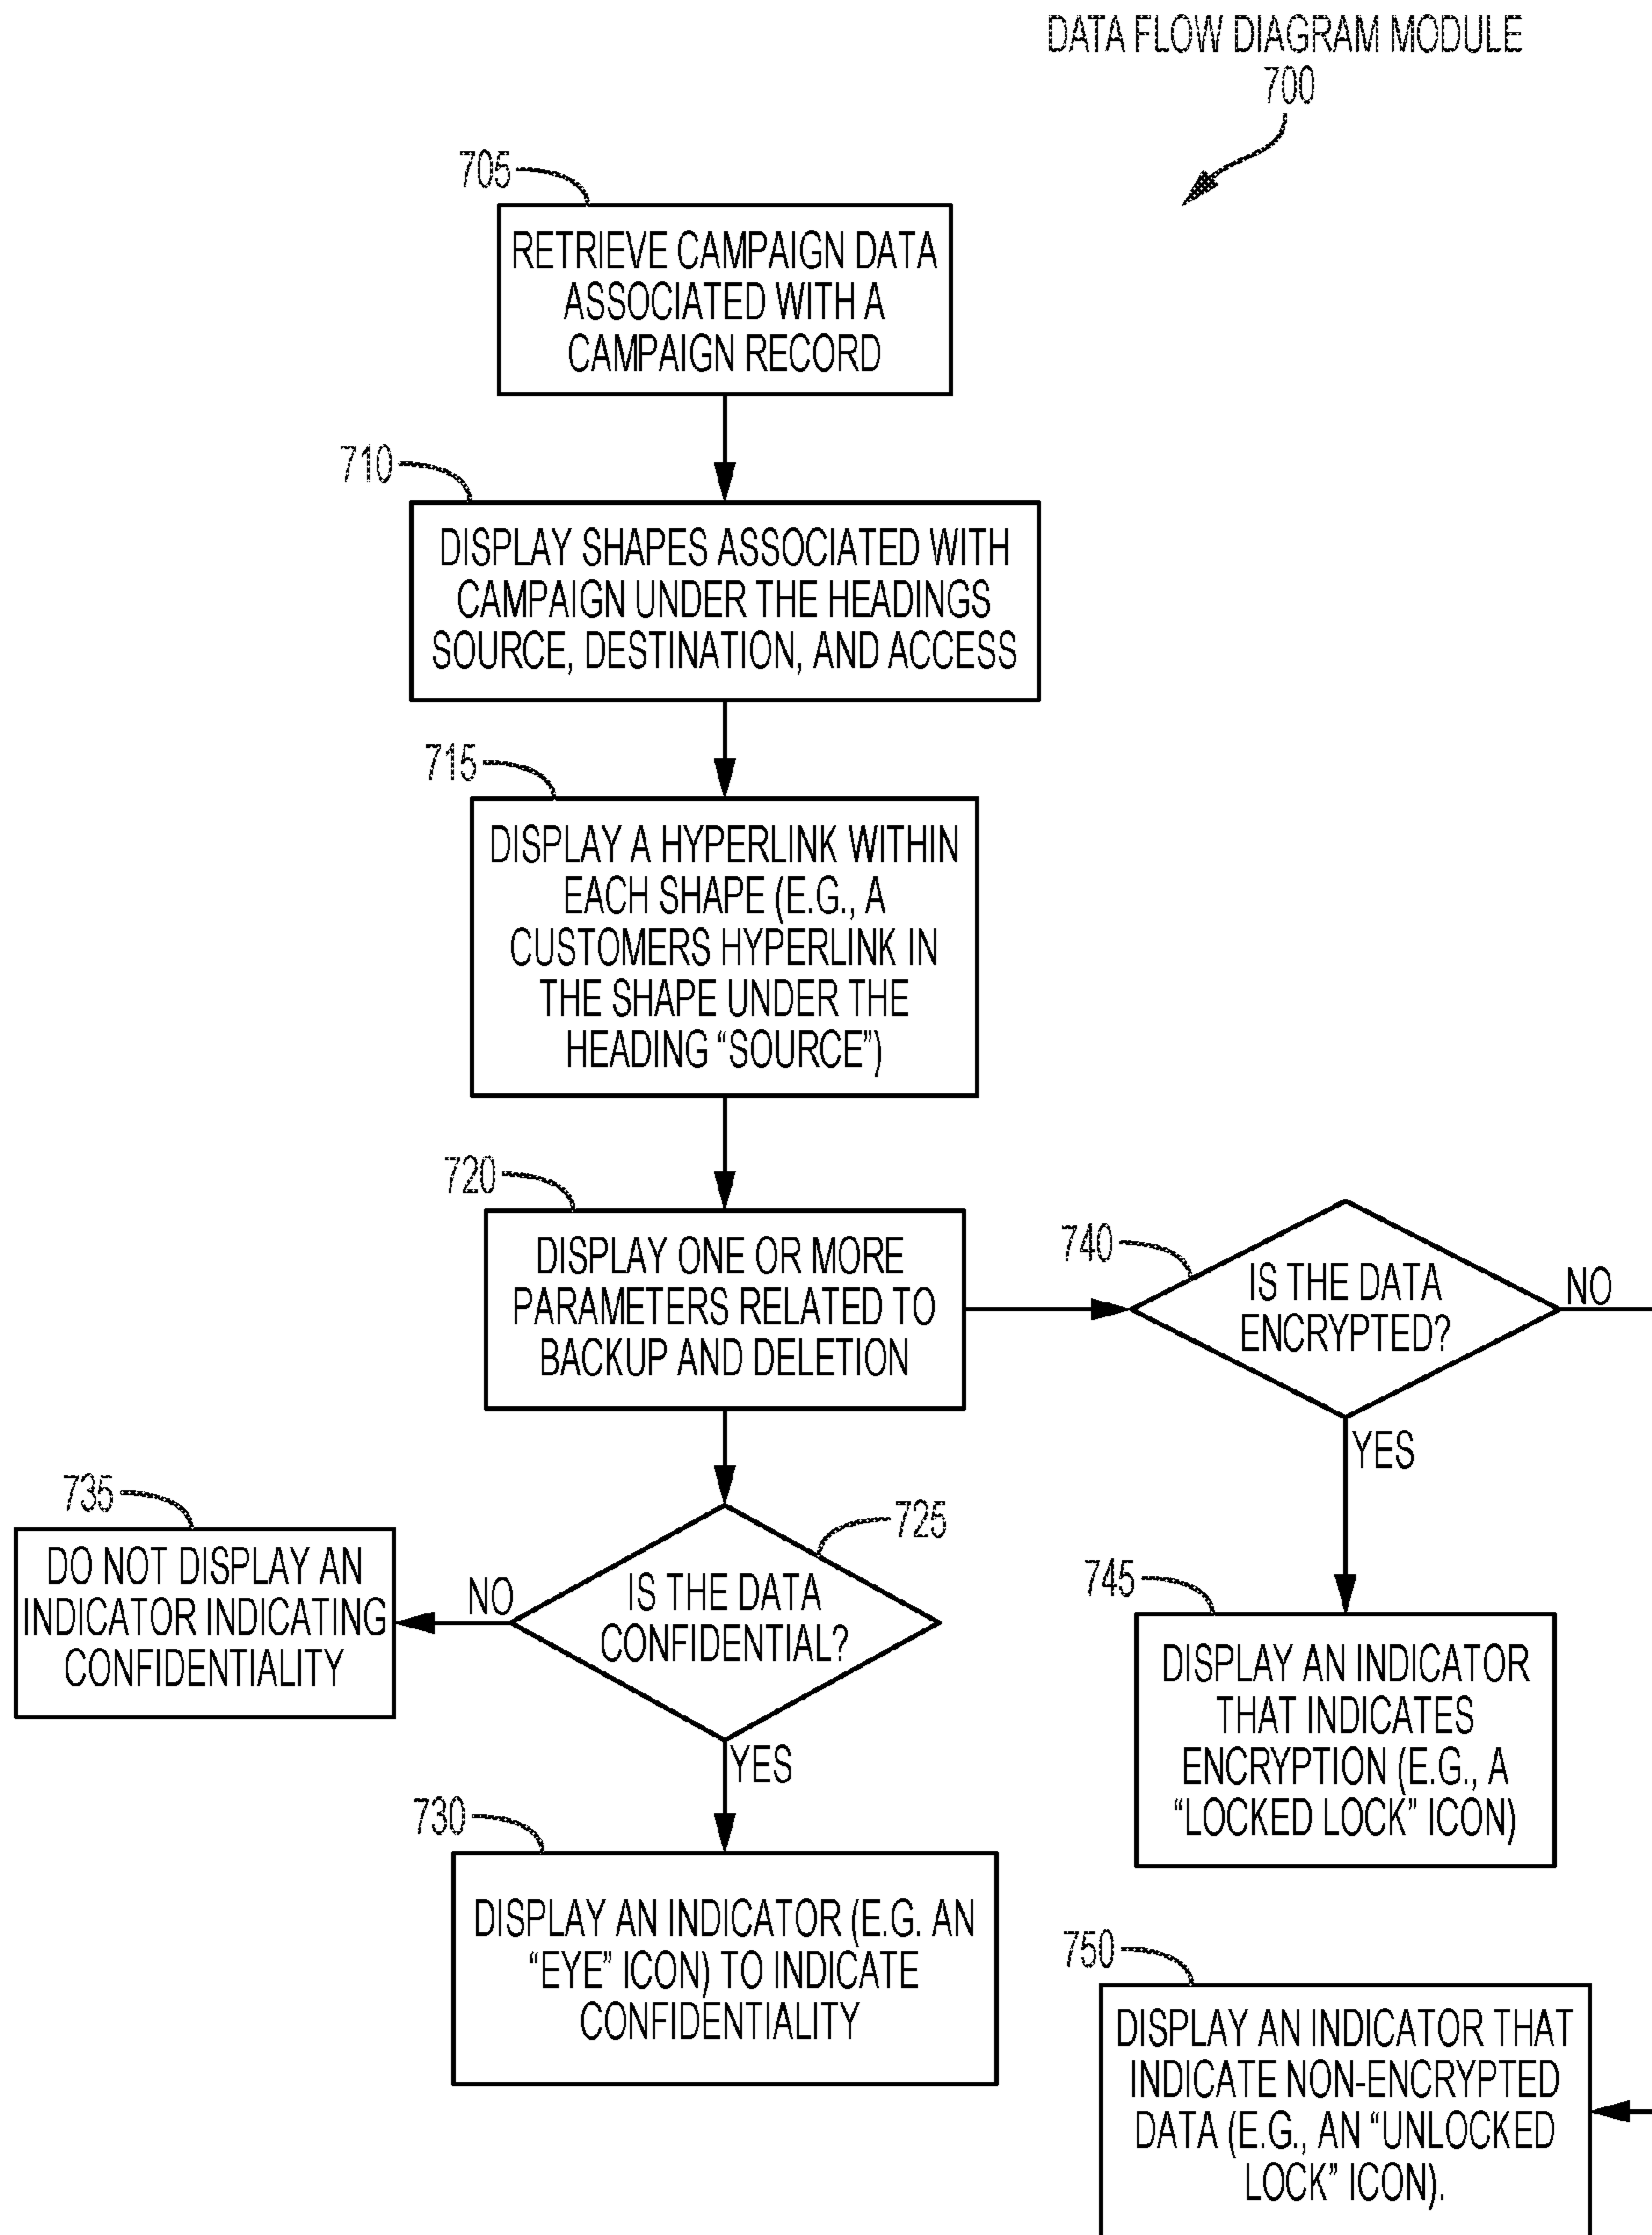 DATA FLOW DIAGRAM MODULE
700
705
RETRIEVE CAMPAIGN DATA
ASSOCIATED WITH A
CAMPAIGN RECORD
710
DISPLAY SHAPES ASSOCIATED WITH
CAMPAIGN UNDER THE HEADINGS
SOURCE, DESTINATION, AND ACCESS
715
DISPLAY A HYPERLINK WITHIN
EACH SHAPE (E.G., A
CUSTOMERS HYPERLINK IN
THE SHAPE UNDER THE
HEADING “SOURCE”)
720
DISPLAY ONE OR MORE
PARAMETERS RELATED TO
BACKUP AND DELETION
740
IS THE DATA
ENCRYPTED?
NO
YES
725
IS THE DATA
CONFIDENTIAL?
NO
YES
735
DO NOT DISPLAY AN
INDICATOR INDICATING
CONFIDENTIALITY
730
DISPLAY AN INDICATOR (E.G. AN
“EYE” ICON) TO INDICATE
CONFIDENTIALITY
745
DISPLAY AN INDICATOR
THAT INDICATES
ENCRYPTION (E.G., A
“LOCKED LOCK” ICON)
750
DISPLAY AN INDICATOR THAT
INDICATE NON-ENCRYPTED
DATA (E.G., AN “UNLOCKED
LOCK” ICON).